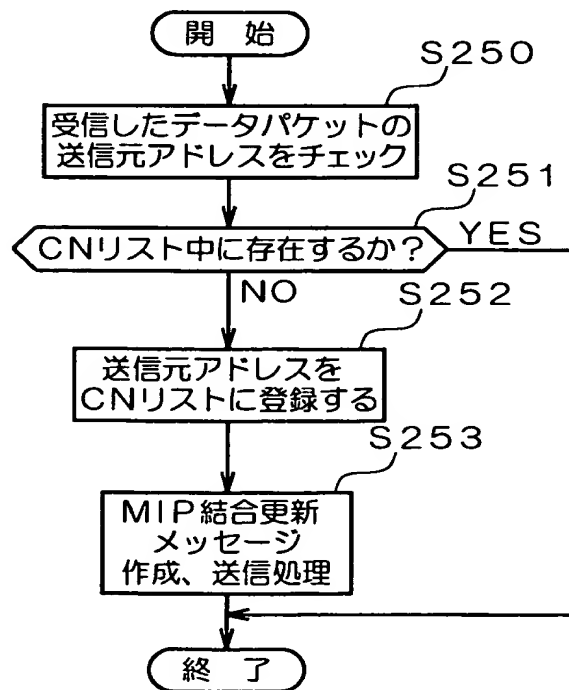 開 始
S250
受信したデータパケットの
送信元アドレスをチェック
S251
CNリスト中に存在するか？
YES
NO
S252
送信元アドレスを
CNリストに登録する
S253
MIP結合更新
メッセージ
作成、送信処理
終 了